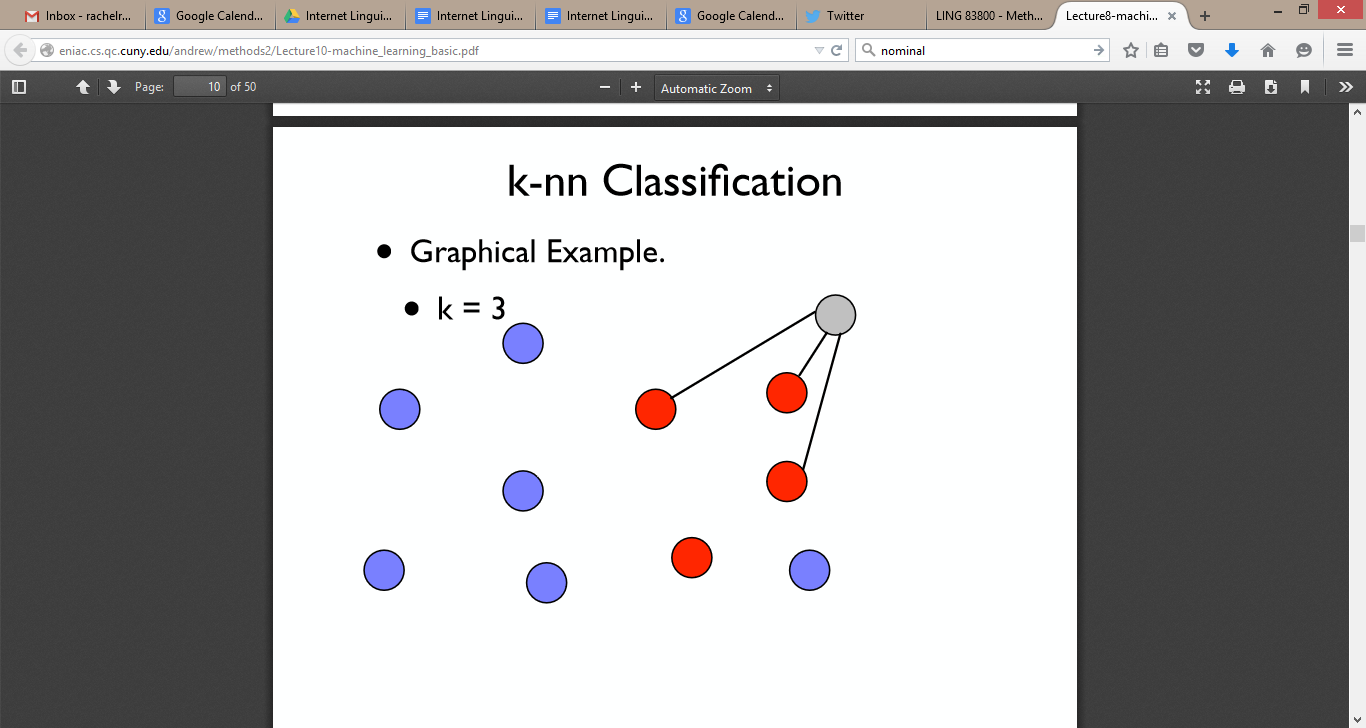 Inbox - rachelr...
Google Calend...
Internet Lingui...
Internet Lingui...
Internet Lingui...
Google Calend...
Twitter
LING 83800 - Meth...
Lecture8-machi...
eniac.cs.qc.cuny.edu/andrew/methods2/Lecture10-machine_learning_basic.pdf
nominal
Page: 10 of 50
Automatic Zoom
k-nn Classification
• Graphical Example.
• k = 3